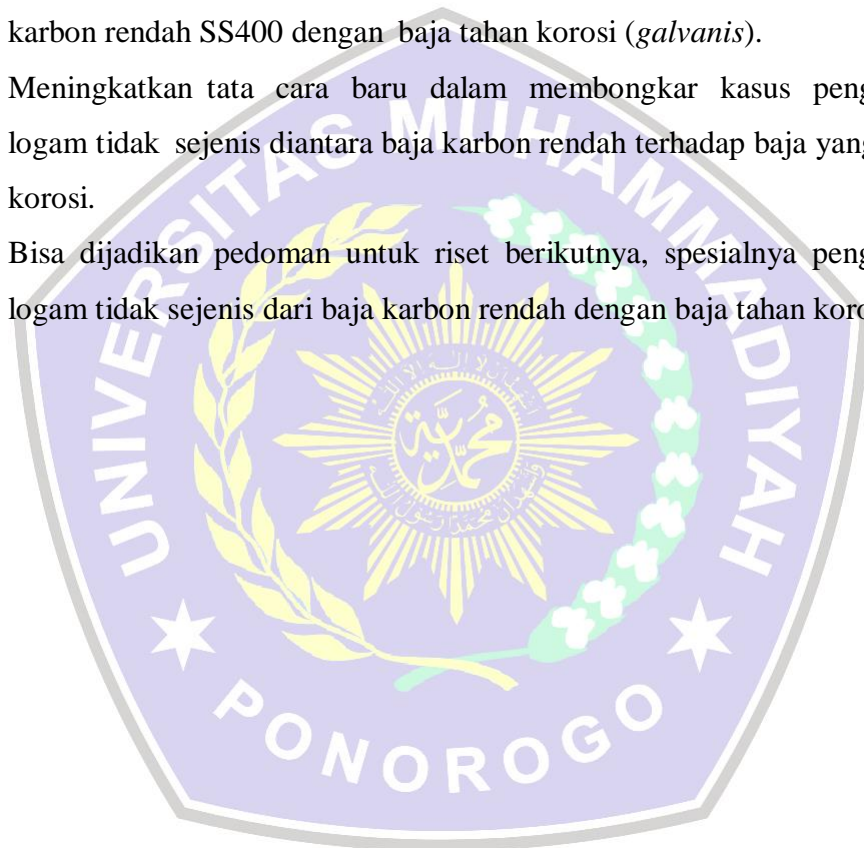 karbon rendah SS400 dengan baja tahan korosi (galvanis).
Meningkatkan tata cara baru dalam membongkar kasus peng
logam tidak sejenis diantara baja karbon rendah terhadap baja yang
korosi.
Bisa dijadikan pedoman untuk riset berikutnya, spesialnya peng
logam tidak sejenis dari baja karbon rendah dengan baja tahan koro
UNIVERSITAS MUHAMMADIYAH
PONOROGO